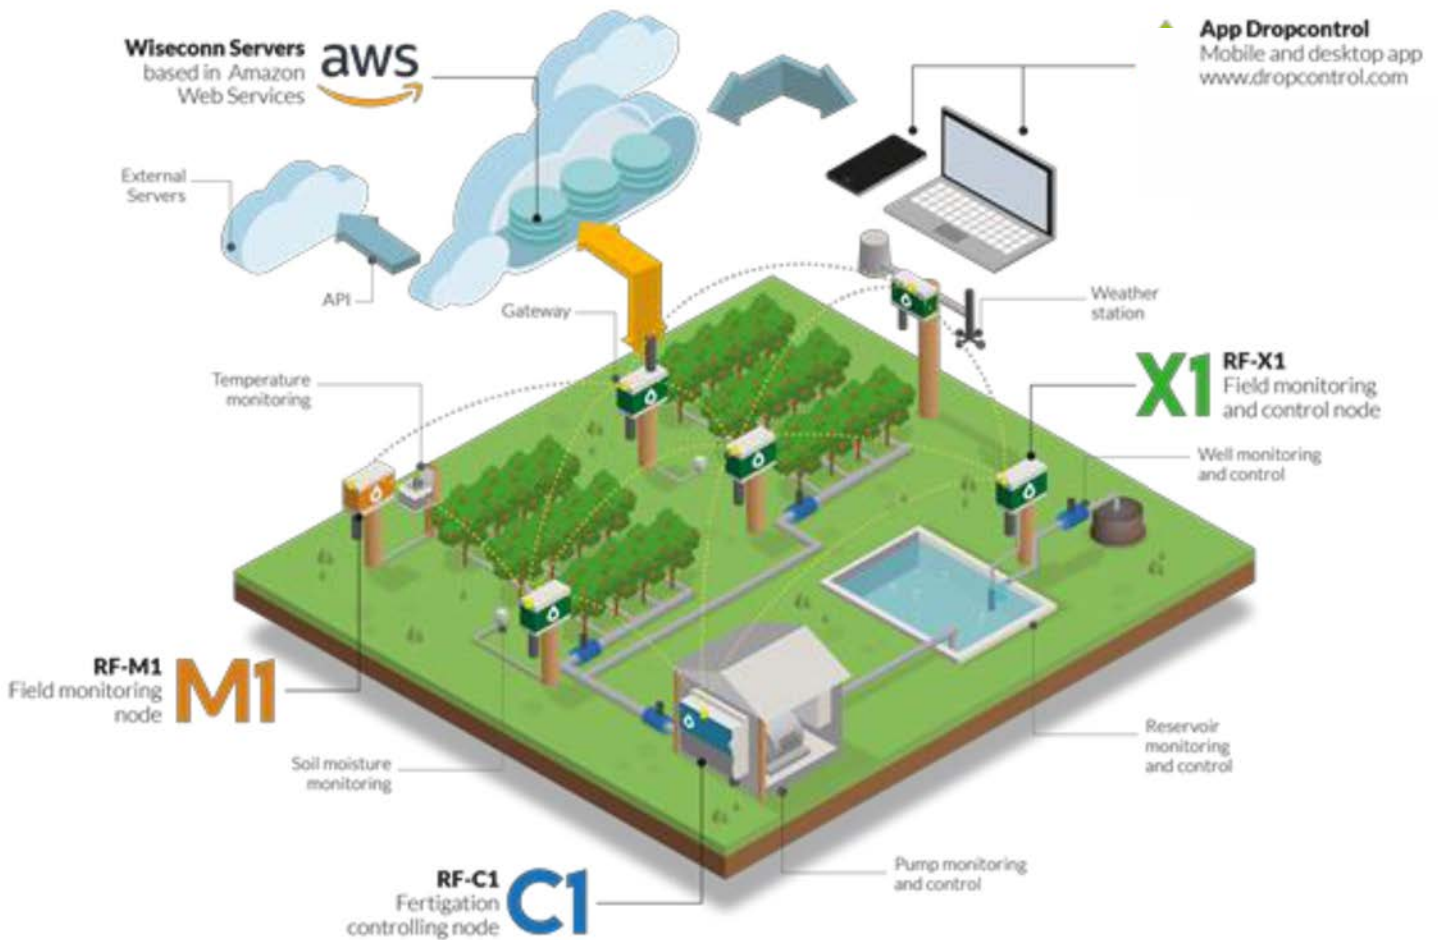 Wiseconn Servers
based in Amazon
Web Services
aws
App Dropcontrol
Mobile and desktop app
www.dropcontrol.com
External
Servers
API
Gateway
Weather
station
Temperature
monitoring
X1
RF-X1
Field monitoring
and control node
Well monitoring
and control
RF-M1
Field monitoring
node
M1
Soil moisture
monitoring
Reservoir
monitoring
and control
Pump monitoring
and control
RF-C1
Fertigation
controlling node
C1